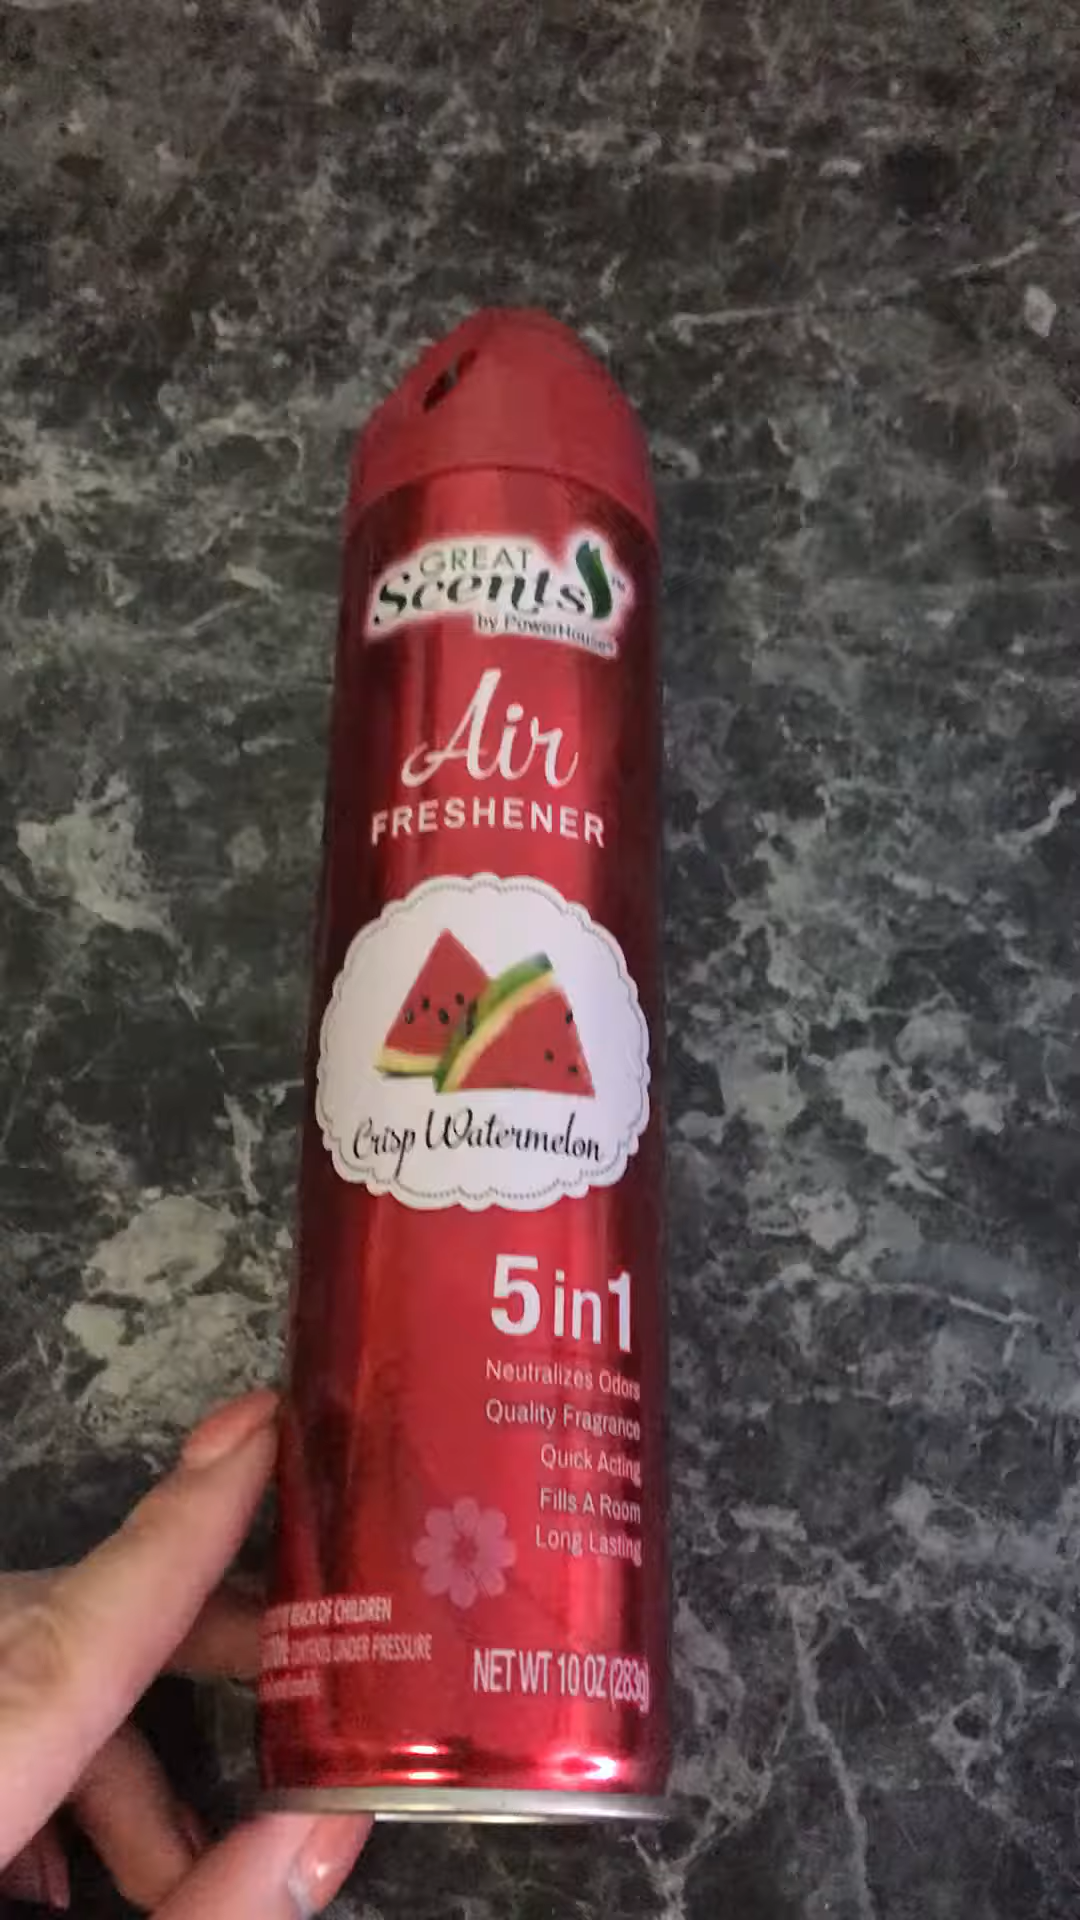 GREAT
Scents™
by PowerHouse®
Air
FRESHENER
Crisp Watermelon
5 in 1
Neutralizes Odors
Quality Fragrance
Quick Acting
Fills A Room
Long Lasting
REACH OF CHILDREN
CONTENTS UNDER PRESSURE
NET WT 10 OZ (283g)